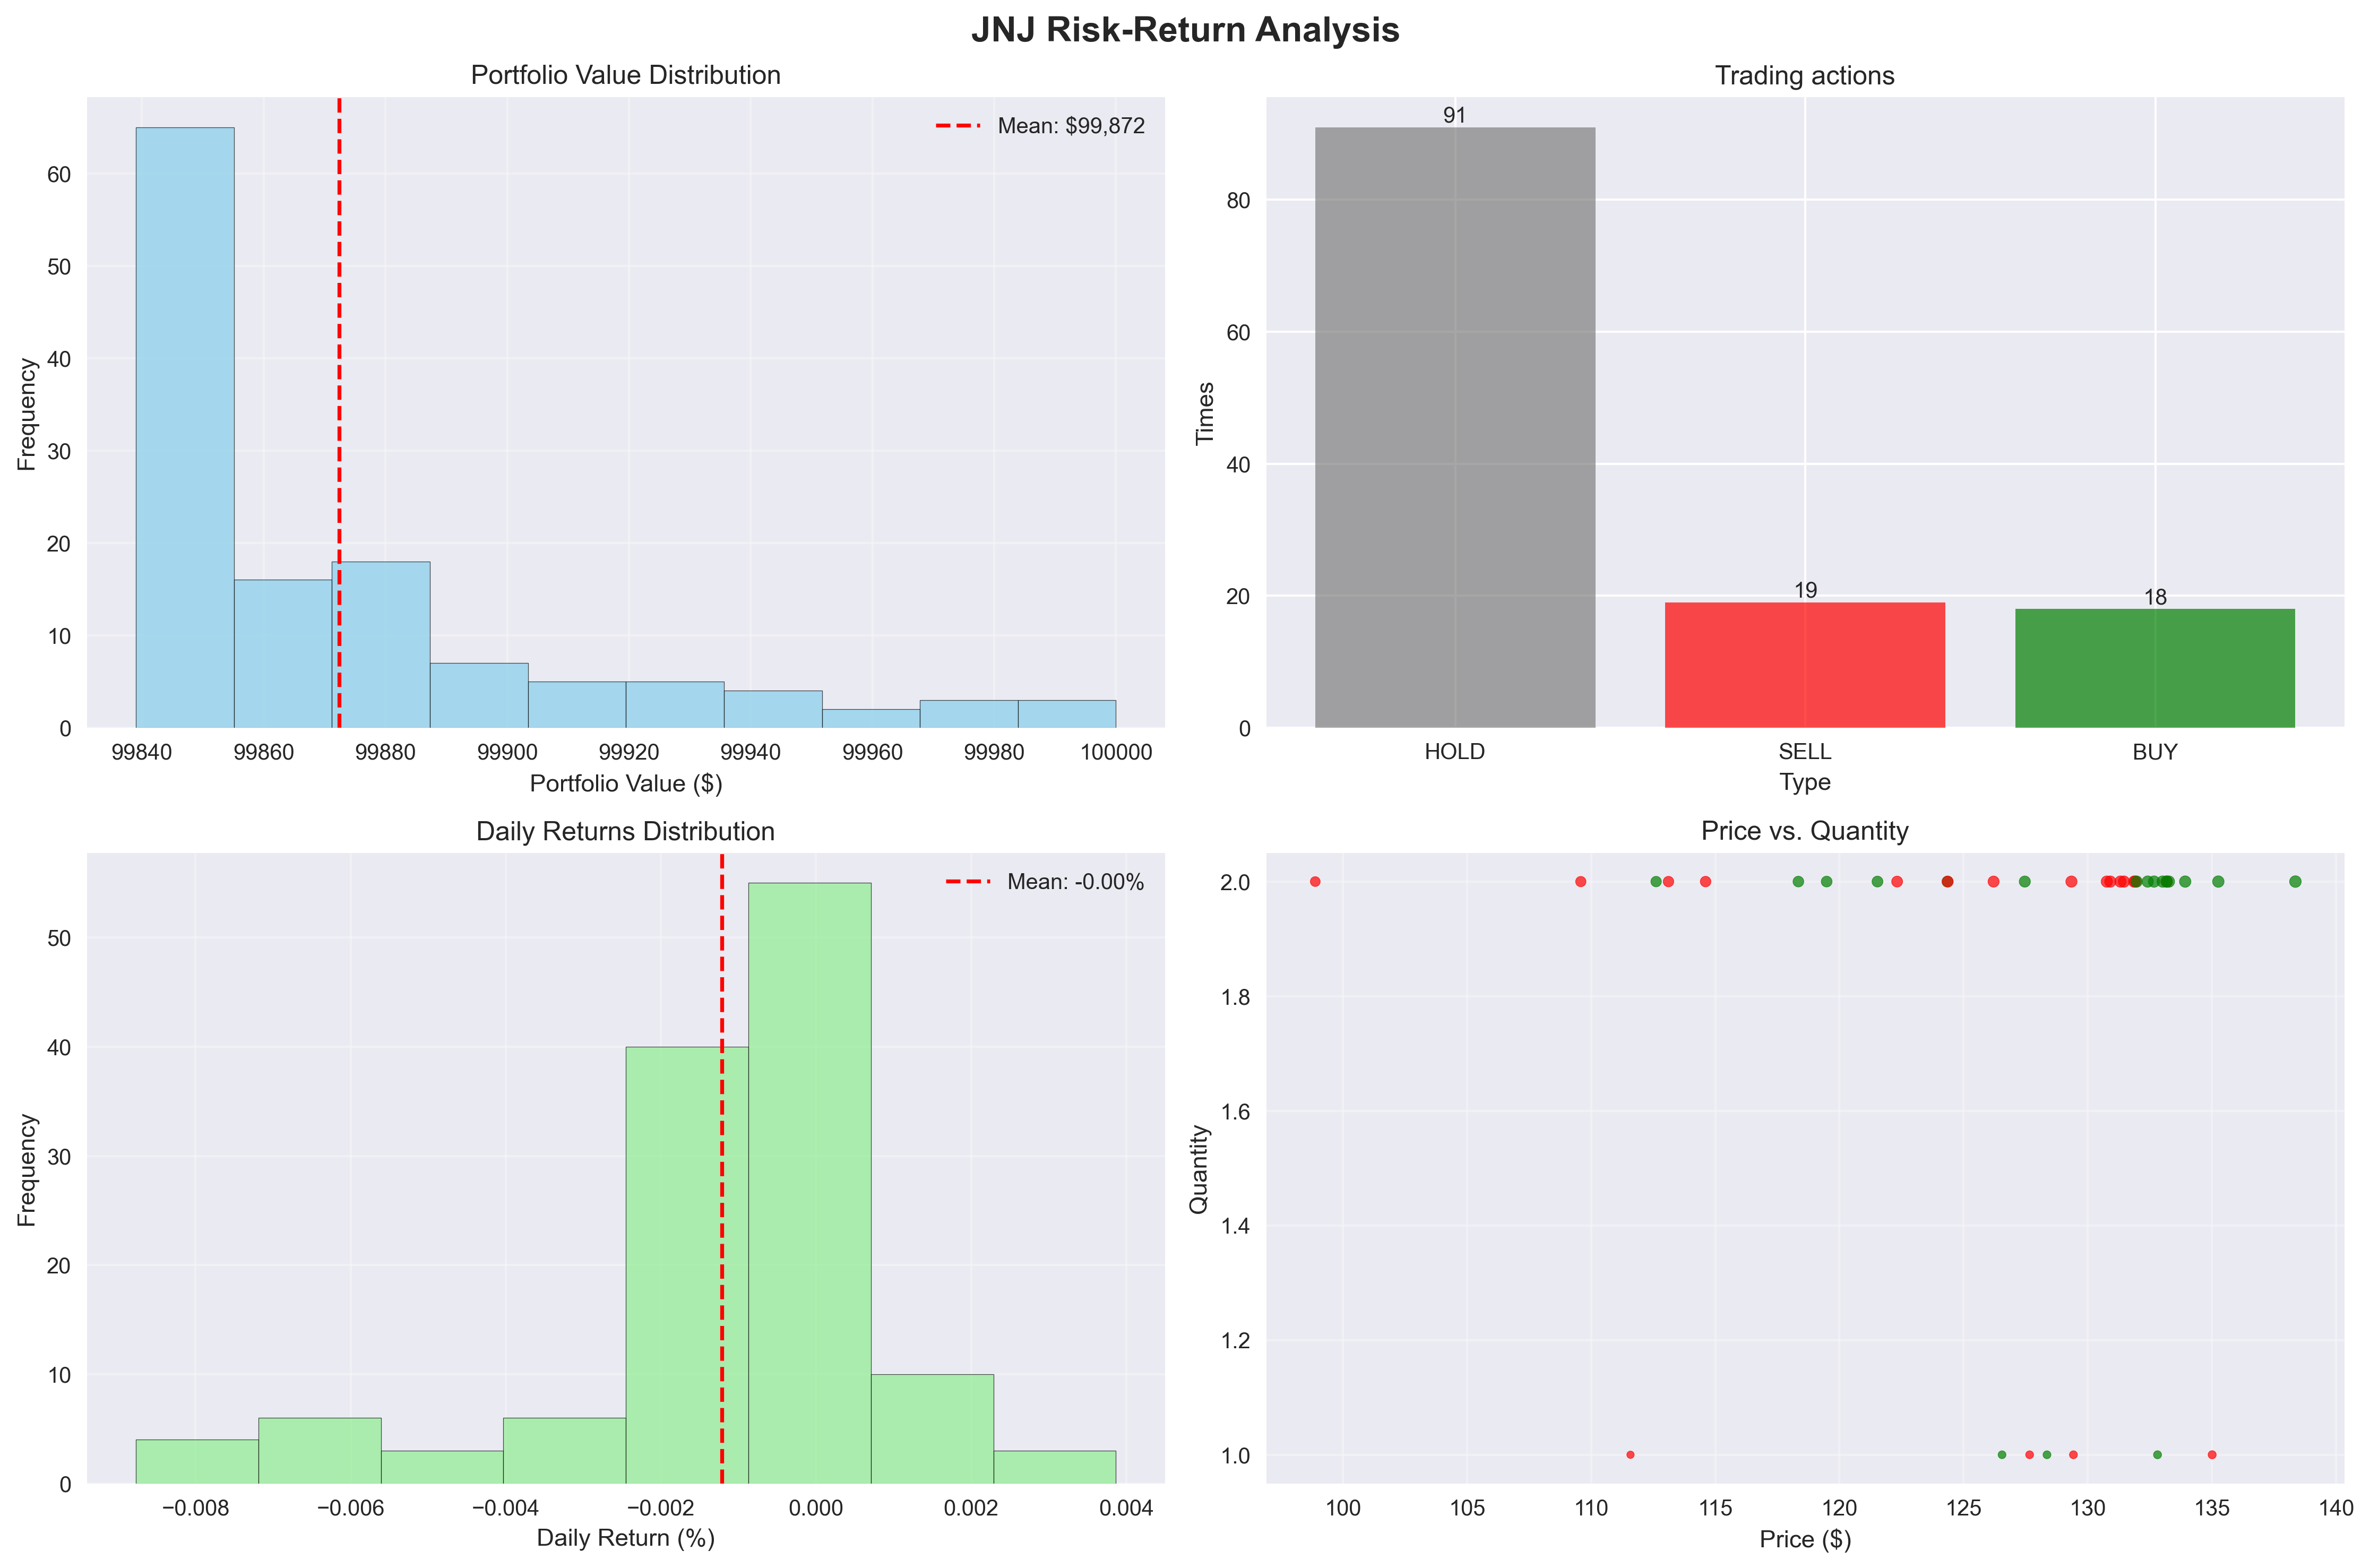 JNJ Risk-Return Analysis
Portfolio Value Distribution
Mean: $99,872
Frequency
60
50
40
30
20
10
0
99840 99860 99880 99900 99920 99940 99960 99980 100000
Portfolio Value ($)
Trading actions
Times
80
60
40
20
0
91
19
18
HOLD SELL BUY
Type
Daily Returns Distribution
Mean: -0.00%
Frequency
50
40
30
20
10
0
−0.008 −0.006 −0.004 −0.002 0.000 0.002 0.004
Daily Return (%)
Price vs. Quantity
Quantity
2.0
1.8
1.6
1.4
1.2
1.0
100 105 110 115 120 125 130 135 140
Price ($)